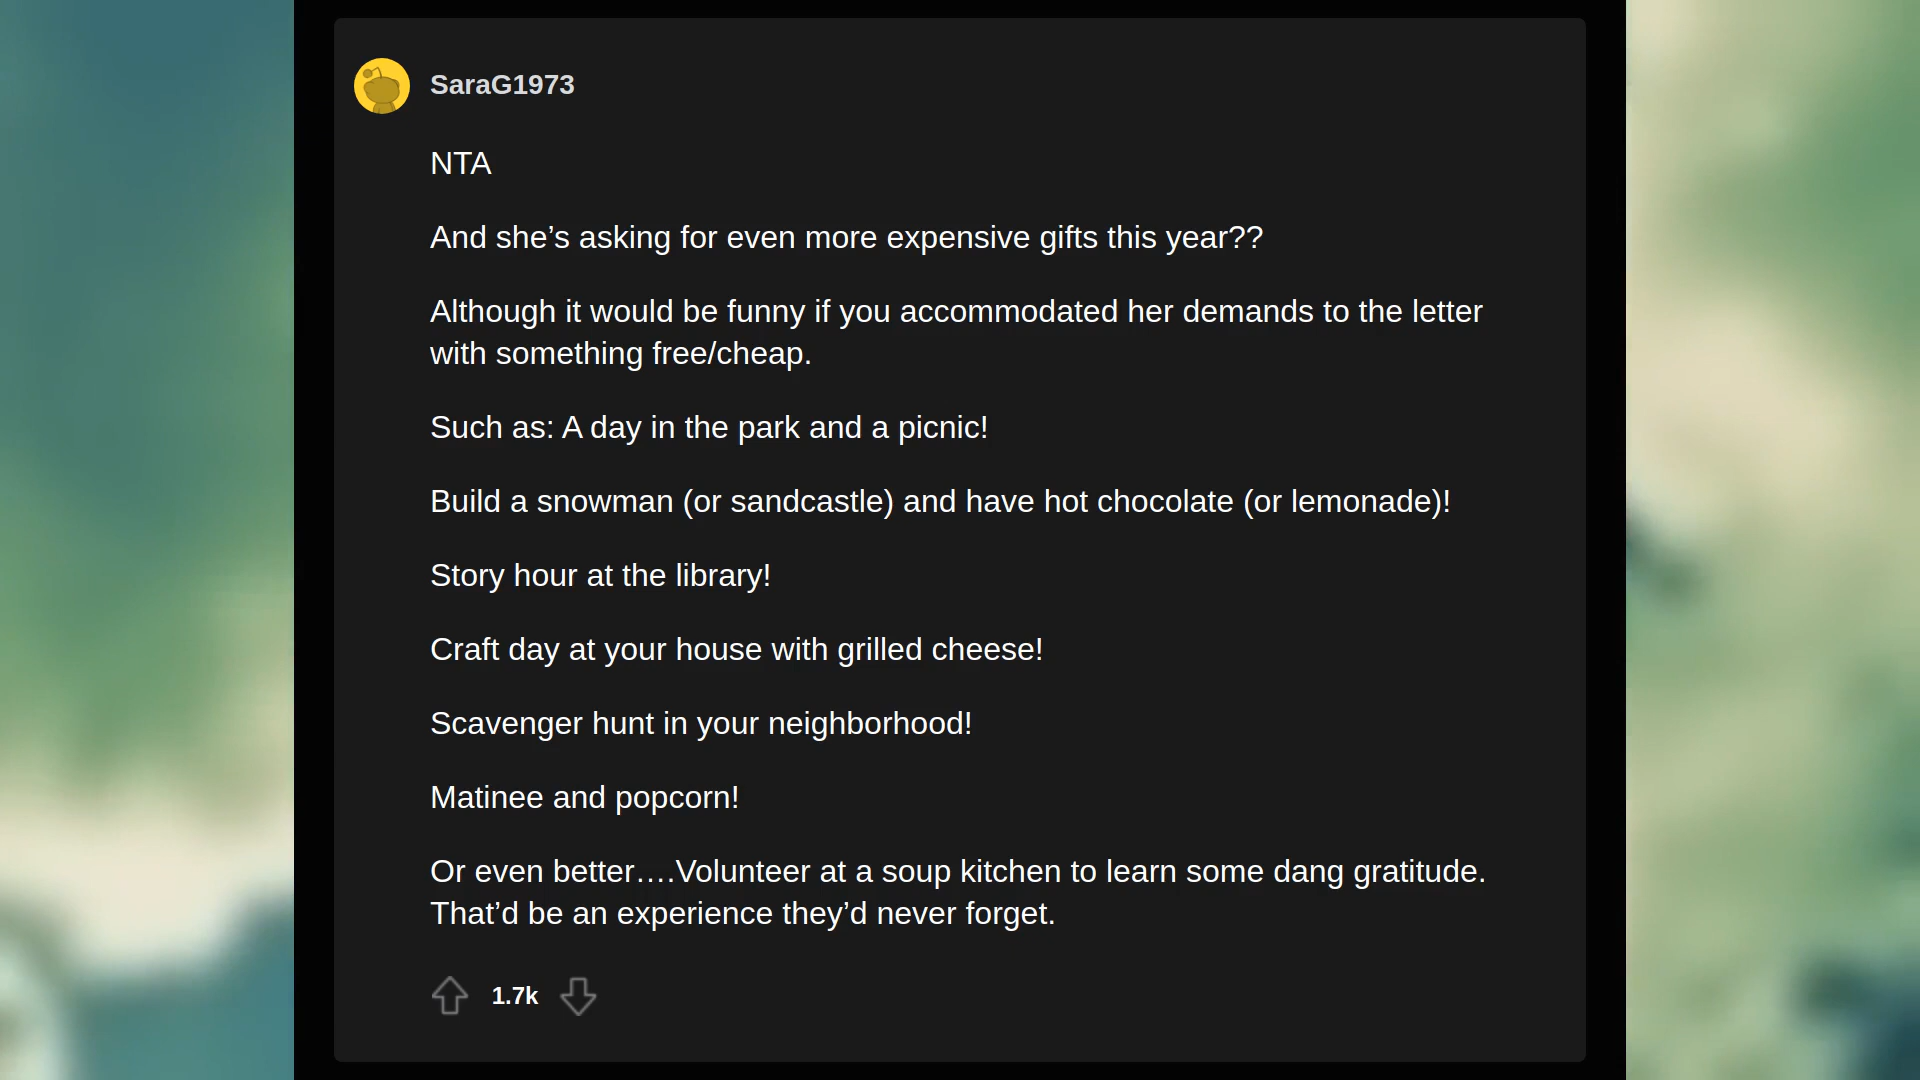 SaraG1973
NTA
And she’s asking for even more expensive gifts this year??
Although it would be funny if you accommodated her demands to the letter
with something free/cheap.
Such as: A day in the park and a picnic!
Build a snowman (or sandcastle) and have hot chocolate (or lemonade)!
Story hour at the library!
Craft day at your house with grilled cheese!
Scavenger hunt in your neighborhood!
Matinee and popcorn!
Or even better….Volunteer at a soup kitchen to learn some dang gratitude.
That’d be an experience they’d never forget.
1.7k